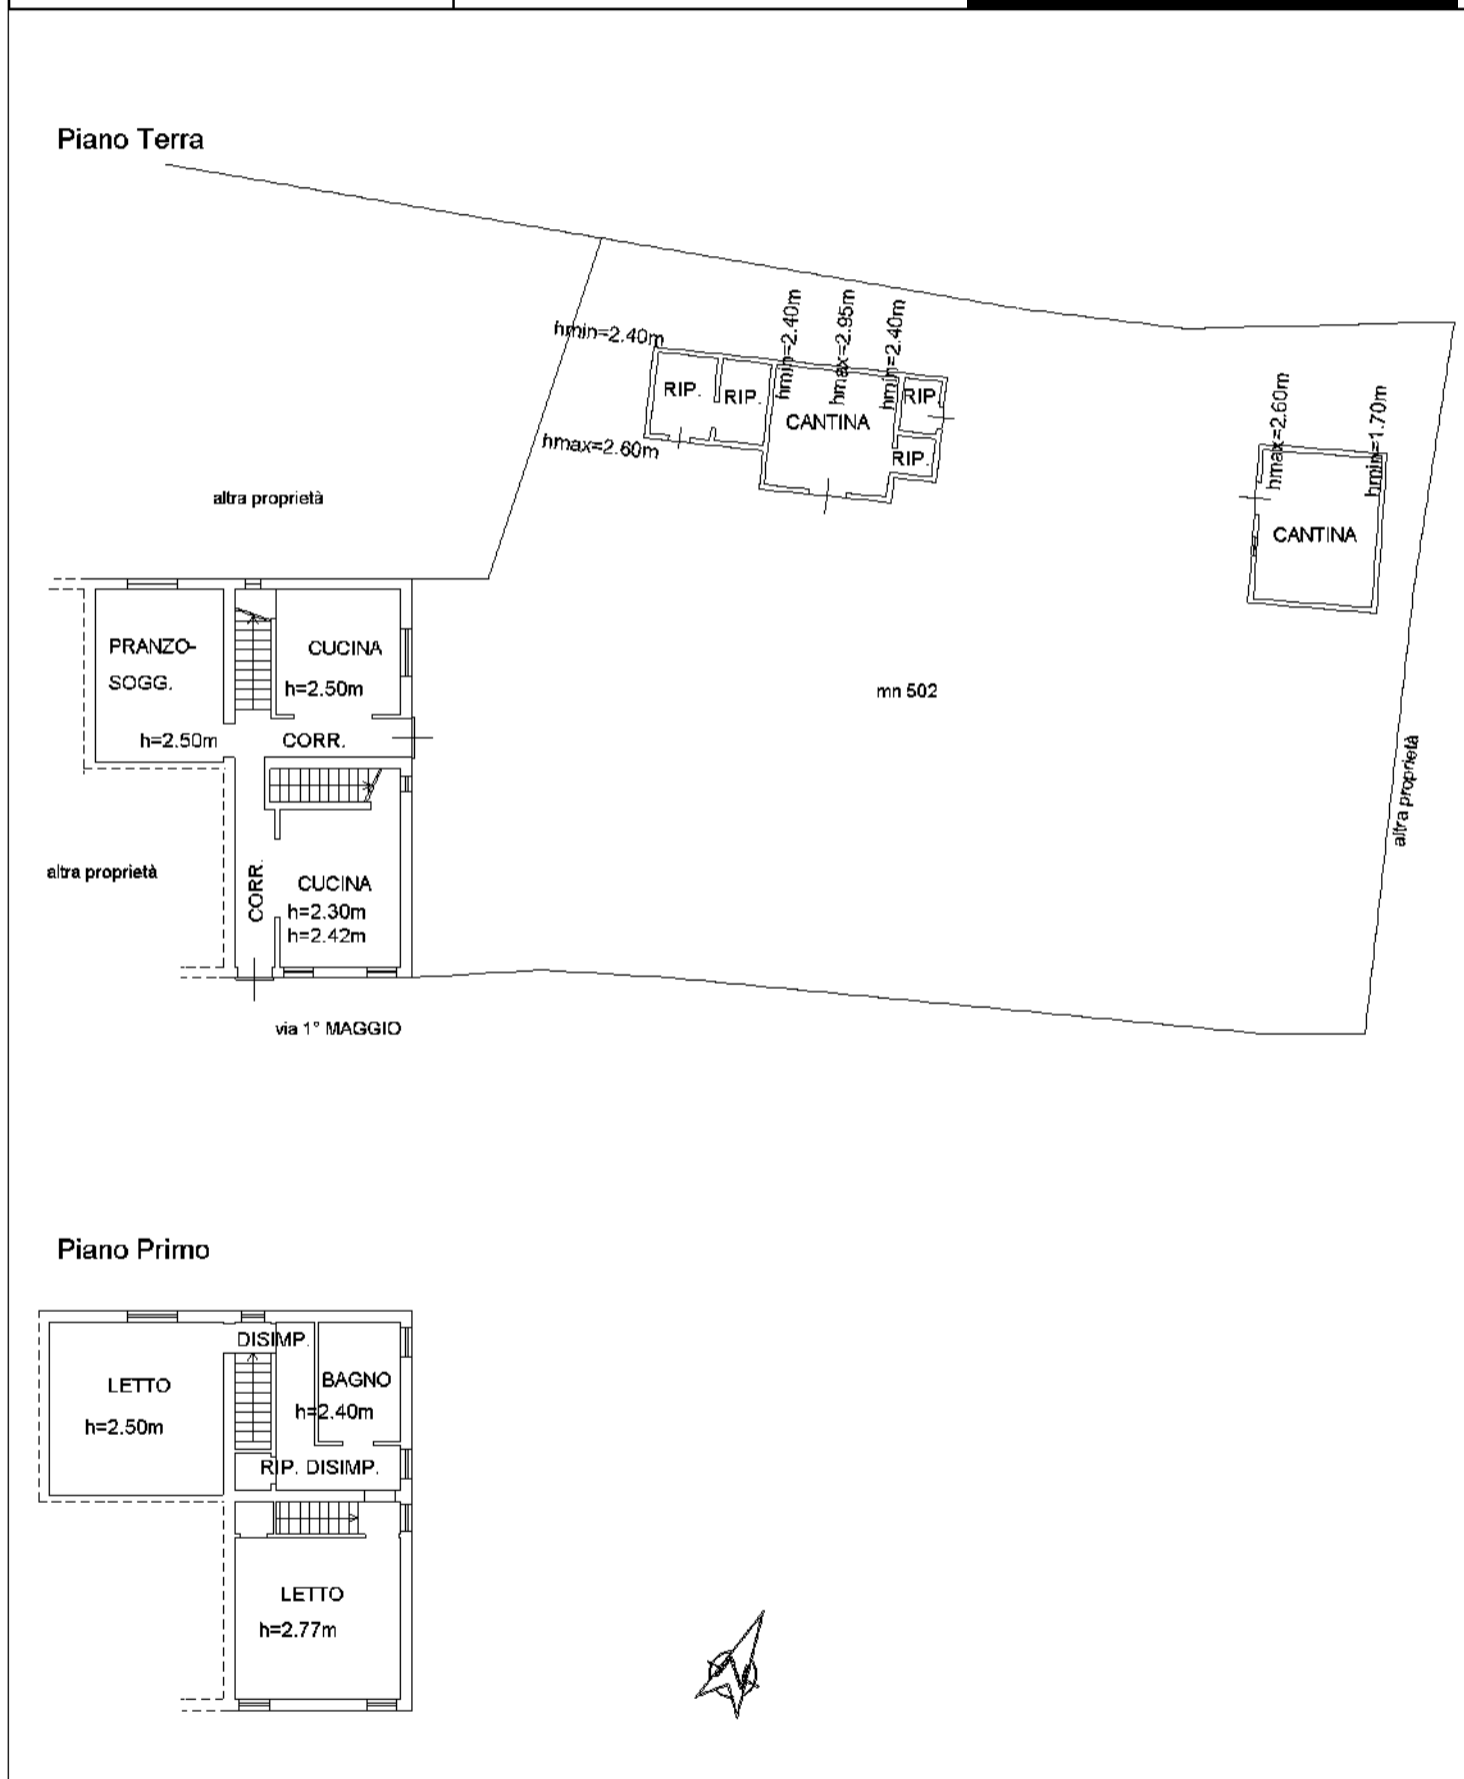 Piano Terra
hmin=2.40m
hmax=2.60m
RIP.
RIP.
hmin=2.40m
hmax=2.95m
hmin=2.40m
CANTINA
RIP.
RIP.
hmax=2.60m
hmin=1.70m
CANTINA
altra proprietà
PRANZO-
SOGG.
h=2.50m
CUCINA
h=2.50m
CORR.
mn 502
altra proprietà
altra proprietà
CORR.
CUCINA
h=2.30m
h=2.42m
via 1° MAGGIO
Piano Primo
DISIMP.
LETTO
h=2.50m
BAGNO
h=2.40m
RIP. DISIMP.
LETTO
h=2.77m